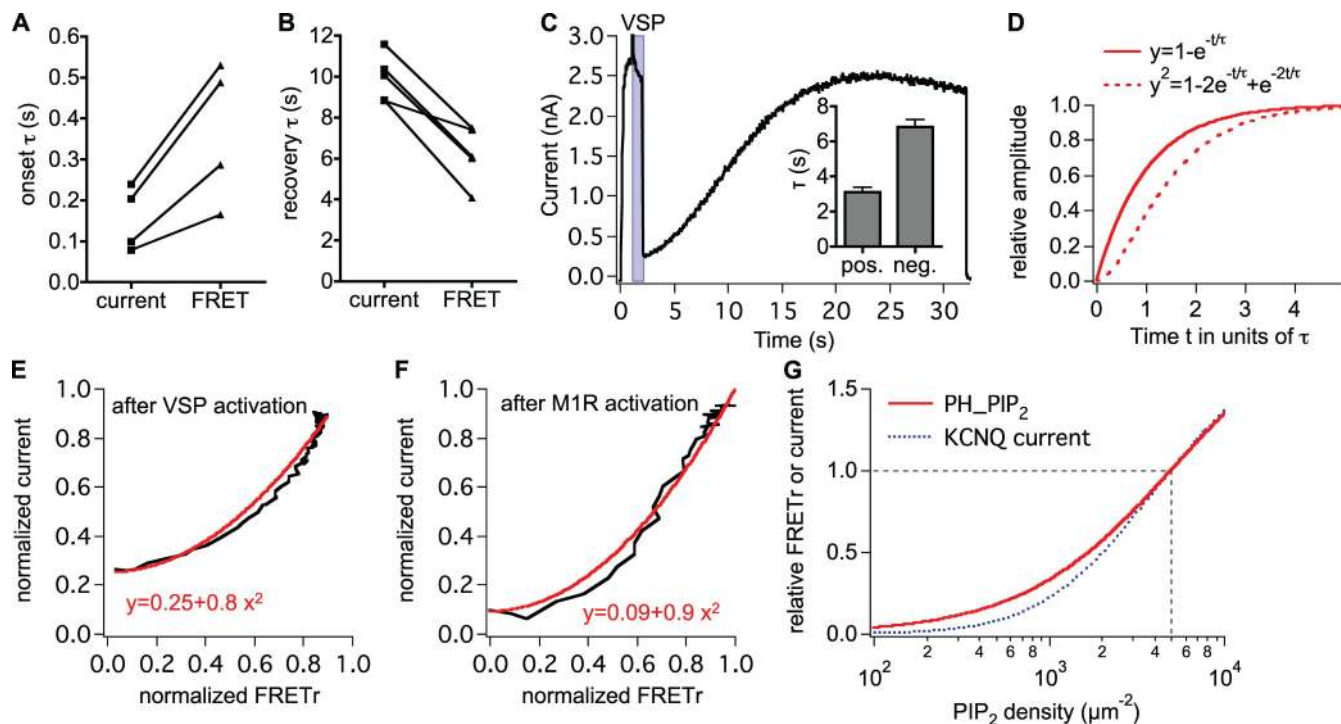 A
onset τ (s)
0.6
0.5
0.4
0.3
0.2
0.1
0.0
current FRET
B
recovery τ (s)
12
10
8
6
4
2
0
current FRET
C
VSP
Current (nA)
3.0
2.5
2.0
1.5
1.0
0.5
0.0
0 5 10 15 20 25 30
Time (s)
τ (s)
8
6
4
2
0
pos. neg.
D
y=1-e^-t/τ
y^2=1-2e^-t/τ+e^-2t/τ
relative amplitude
1.0
0.8
0.6
0.4
0.2
0.0
0 1 2 3 4
Time t in units of τ
E
after VSP activation
normalized current
1.0
0.8
0.6
0.4
0.2
0.0
y=0.25+0.8 x²
0.0 0.2 0.4 0.6 0.8 1.0
normalized FRETr
F
after M1R activation
normalized current
1.0
0.8
0.6
0.4
0.2
0.0
y=0.09+0.9 x²
0.0 0.2 0.4 0.6 0.8 1.0
normalized FRETr
G
PH_PIP₂
KCNQ current
relative FRETr or current
1.5
1.0
0.5
0.0
10² 2 4 6 8 10³ 2 4 6 8 10⁴
PIP₂ density (µm⁻²)